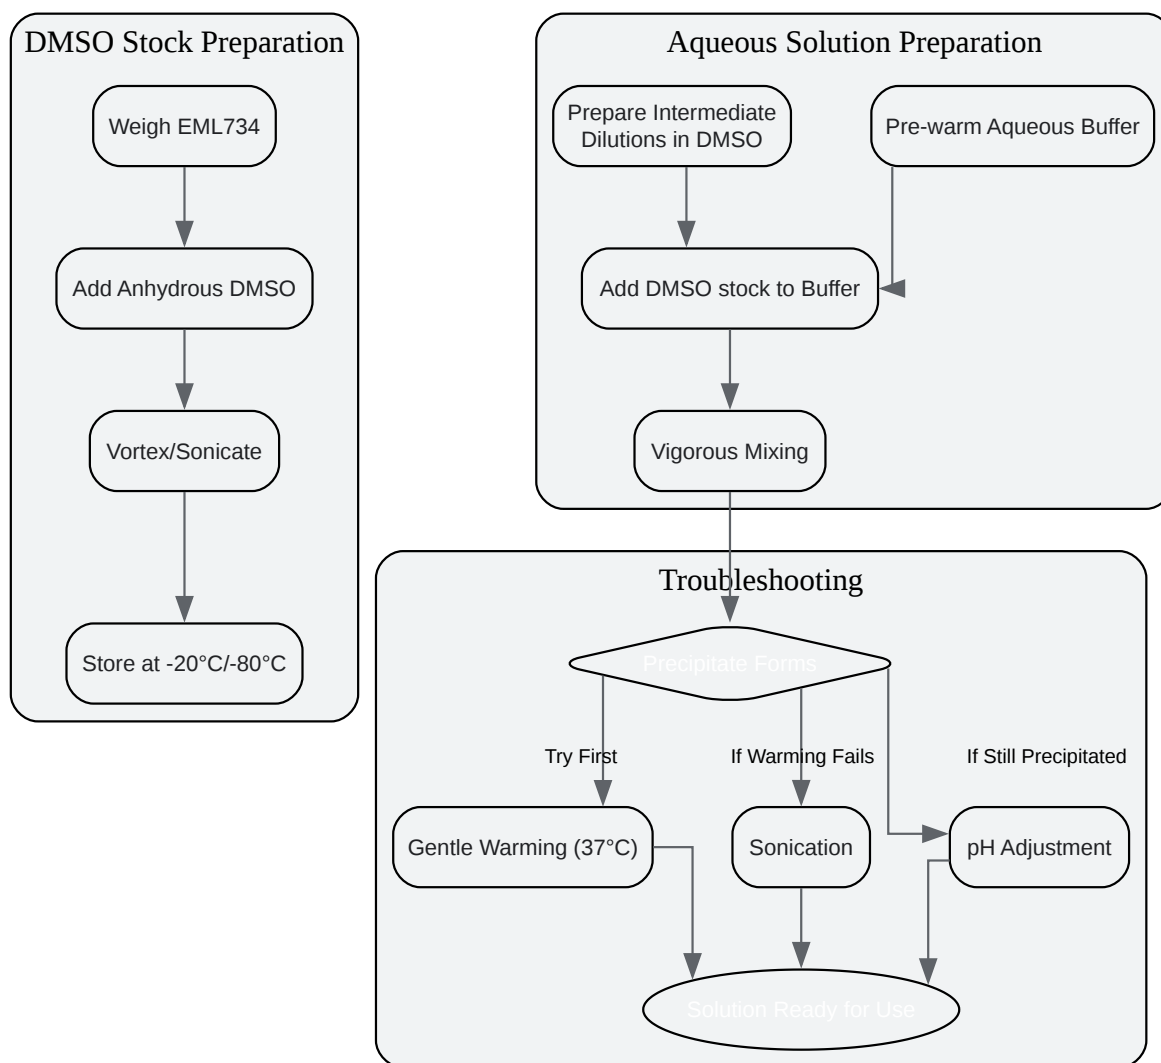 DMSO Stock Preparation
Weigh EML734
Add Anhydrous DMSO
Vortex/Sonicate
Store at -20°C/-80°C
Aqueous Solution Preparation
Prepare Intermediate
Dilutions in DMSO
Pre-warm Aqueous Buffer
Add DMSO stock to Buffer
Vigorous Mixing
Troubleshooting
Precipitate Forms
Try First
If Warming Fails
If Still Precipitated
Gentle Warming (37°C)
Sonication
pH Adjustment
Solution Ready for Use